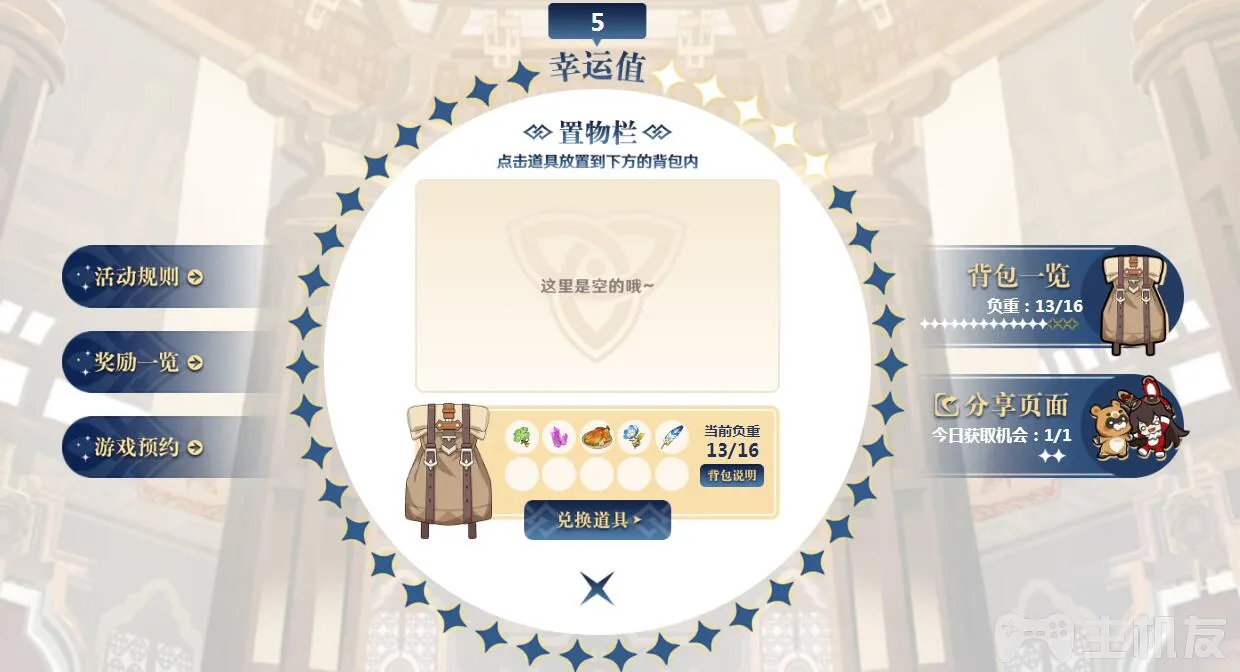 5
幸运值
置物栏
点击道具放置到下方的背包内
这里是空的哦~
活动规则
奖励一览
游戏预约
背包一览
负重：13/16
分享页面
今日获取机会：1/1
当前负重
13/16
背包说明
兑换道具
主机友